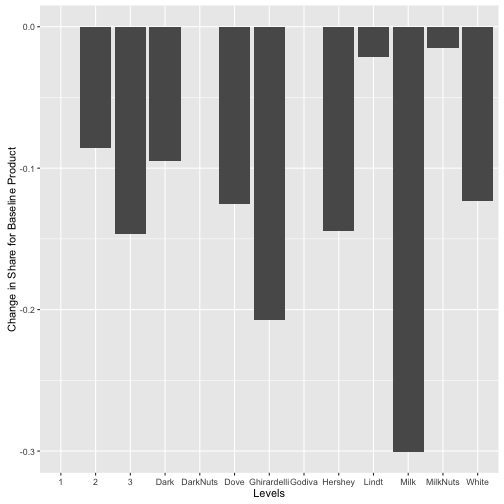 Change in Share for Baseline Product
0.0
-0.1
-0.2
-0.3
1 2 3 Dark DarkNuts Dove Ghirardelli Godiva Hershey Lindt Milk MilkNuts White
Levels